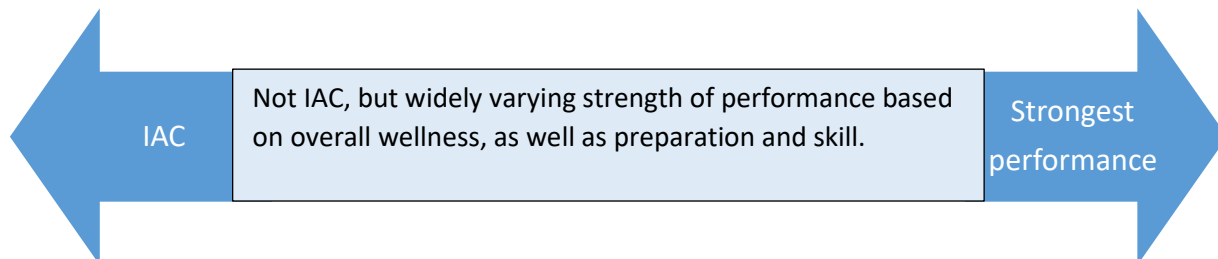 IAC
Not IAC, but widely varying strength of performance based
on overall wellness, as well as preparation and skill.
Strongest
performance